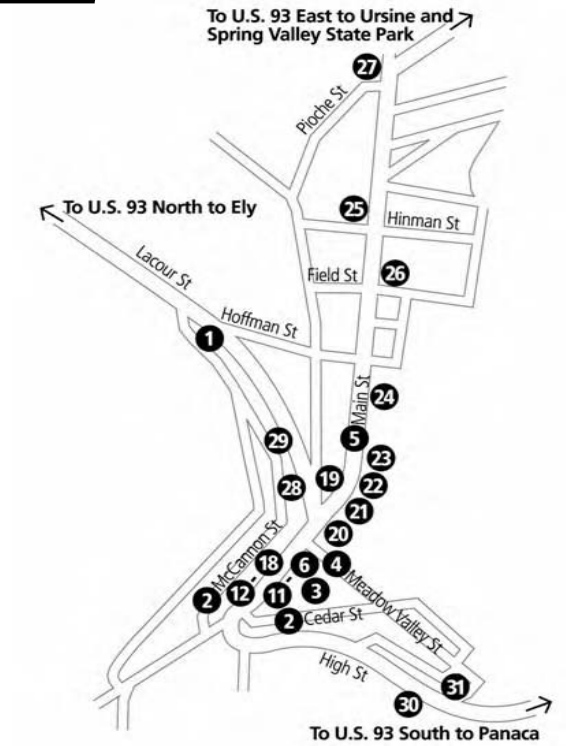 To U.S. 93 East to Ursine and
Spring Valley State Park
27
Pioche St
To U.S. 93 North to Ely
25
Hinman St
Lacour St
Field St
26
Hoffman St
1
Main St
24
5
29
23
19
22
28
21
20
McCannon St
18
6
4
2
12
11
3
Meadow Valley St
2
Cedar St
High St
31
30
To U.S. 93 South to Panaca